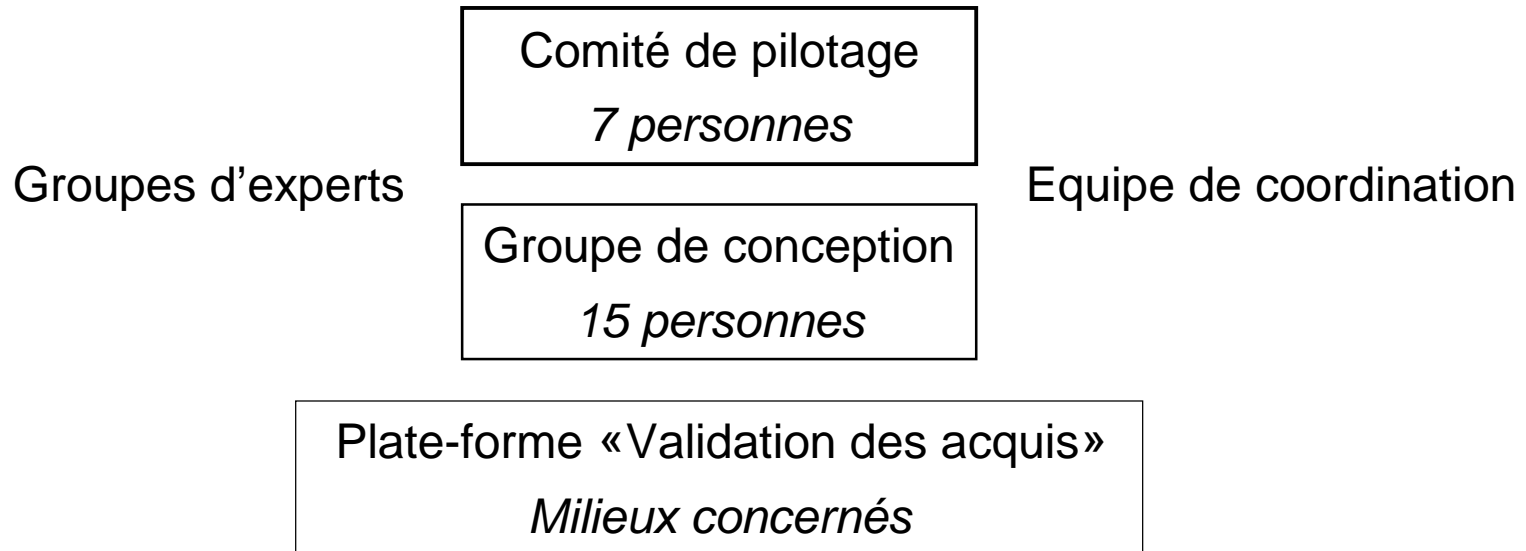 Comité de pilotage
7 personnes
Groupes d’experts
Equipe de coordination
Groupe de conception
15 personnes
Plate-forme «Validation des acquis»
Milieux concernés